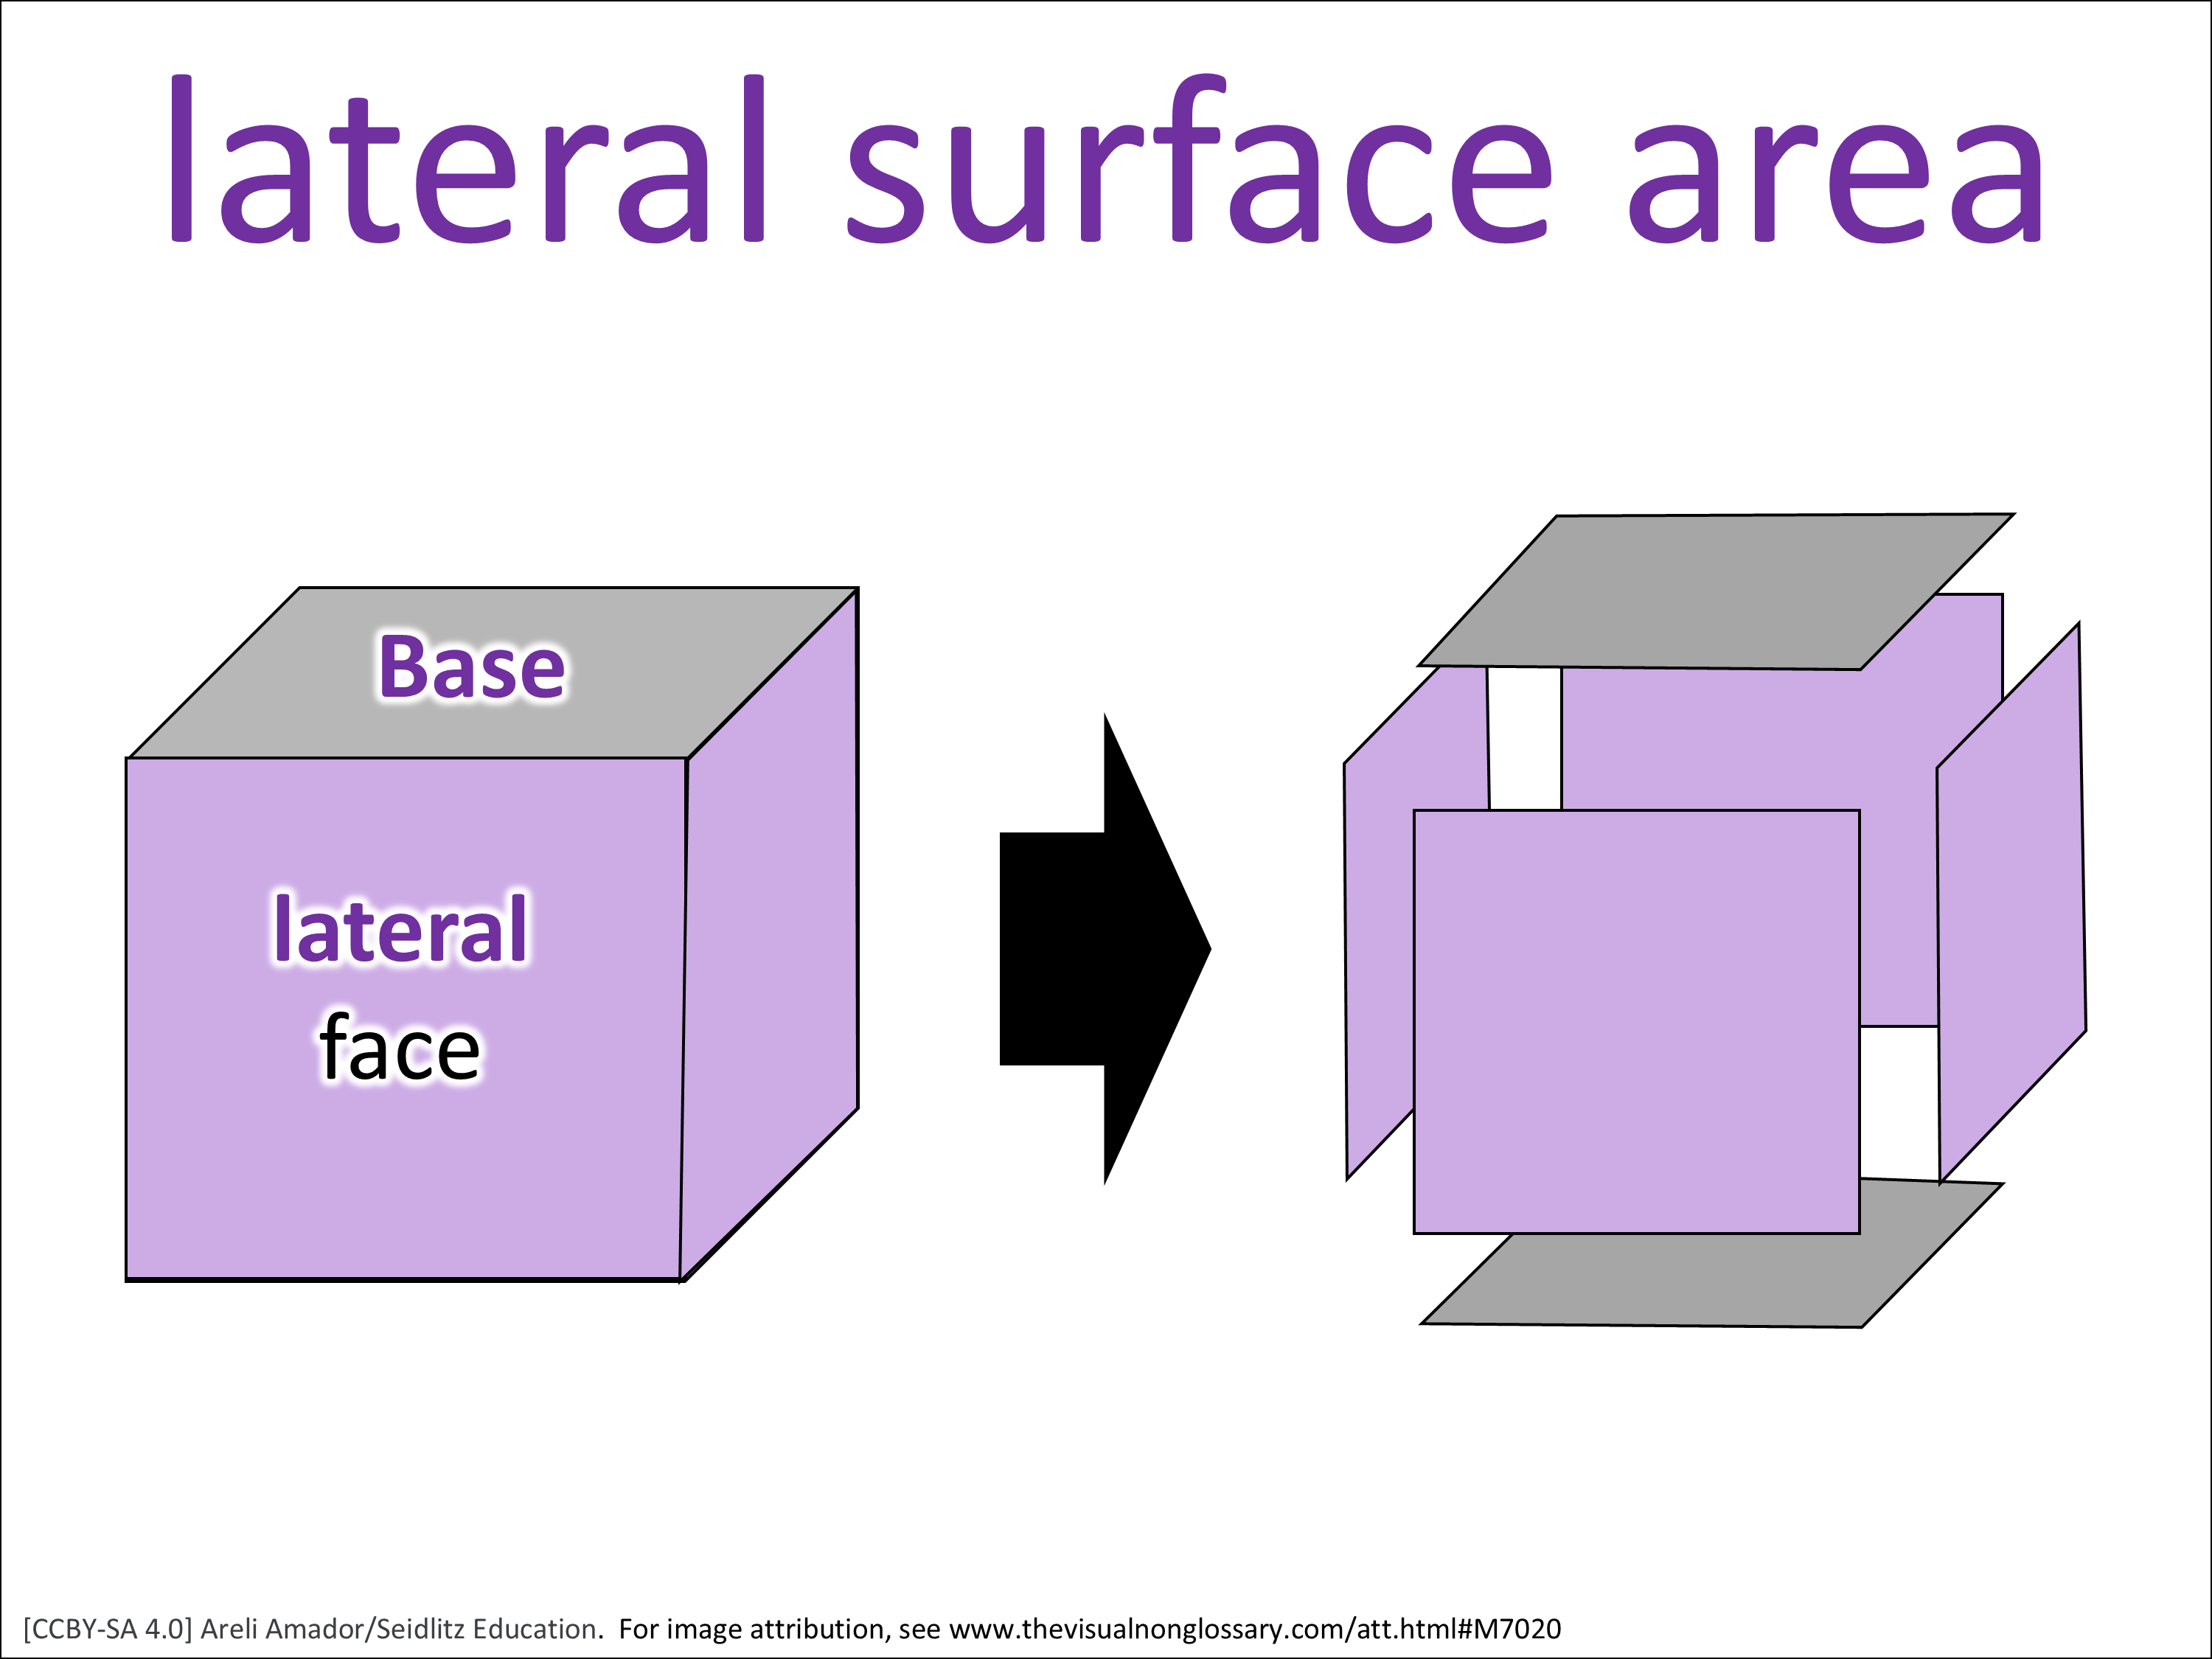 lateral surface area
Base
lateral
face
[CCBY-SA 4.0] Areli Amador/Seidlitz Education.  For image attribution, see www.thevisualnonglossary.com/att.html#M7020